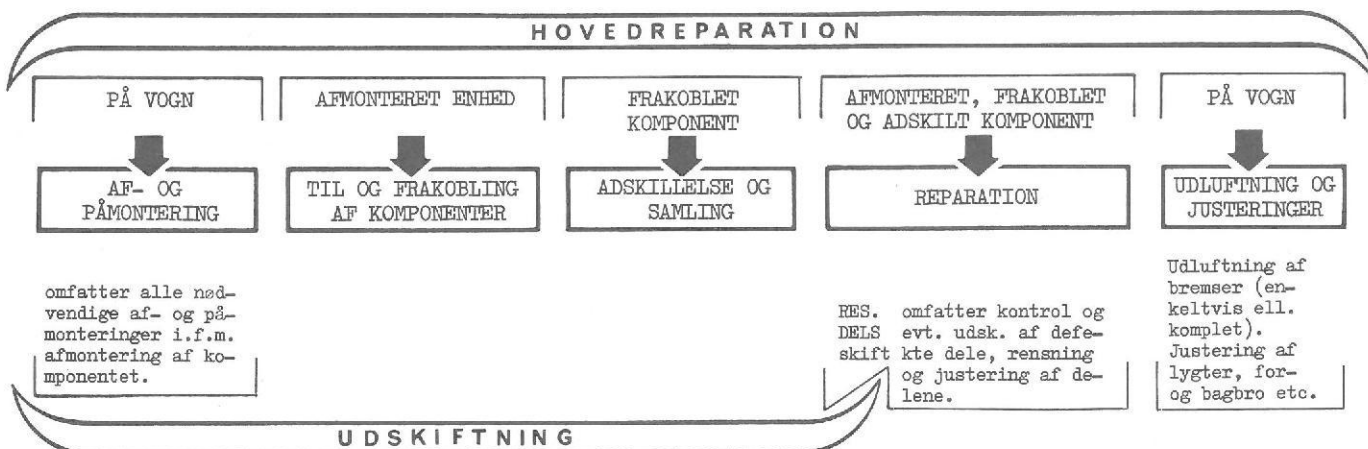 HOVEDREPARATION
PÅ VOGN
AF- OG
PÅMONTERING
omfatter alle nød-
vendige af- og på-
monteringer i.f.m.
afmontering af ko-
mponentet.
AFMONTERET ENHED
TIL OG FRAKOBLING
AF KOMPONENTER
FRAKOBLET
KOMPONENT
ADSKILLELSE OG
SAMLING
AFMONTERET, FRAKOBLET
OG ADSKILT KOMPONENT
REPARATION
RES.
DELS
skift
omfatter kontrol og
evt. udsk. af defe-
kte dele, rensning
og justering af de-
lene.
PÅ VOGN
UDLUFTNING OG
JUSTERINGER
Udluftning af
bremser (en-
keltvis ell.
komplet).
Justering af
lygter, for-
og bagbro etc.
UDSKIFTNING